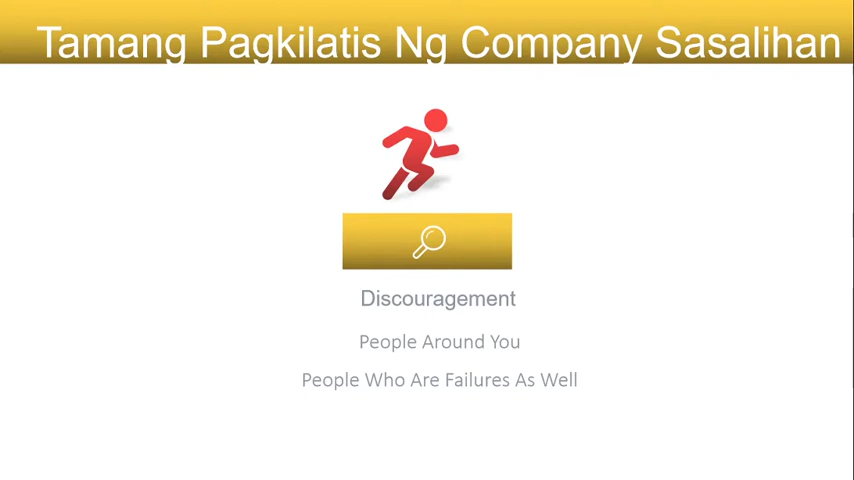 Tamang Pagkilatis Ng Company Sasalihan
Discouragement
People Around You
People Who Are Failures As Well